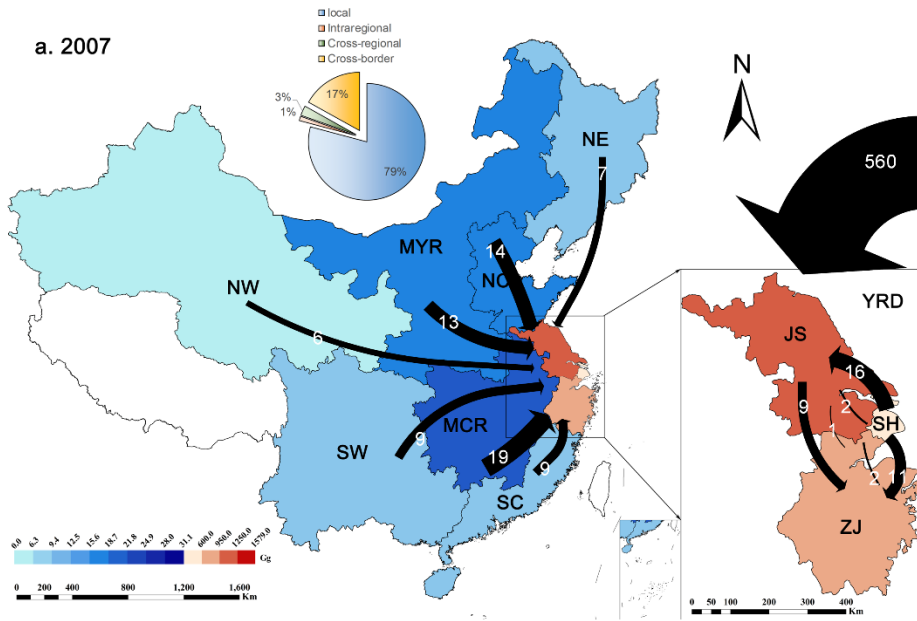 a. 2007
local
Intraregional
Cross-regional
Cross-border
17%
3%
1%
79%
N
560
NE
7
MYR
14
NC
NW
13
6
YRD
JS
16
9
2
SH
1
MCR
SW
9
19
9
2
11
SC
ZJ
0.0 6.3 9.4 12.5 15.6 18.7 21.8 24.9 28.0 31.1 600.0 950.0 1250.0 1579.0
Gg
0 200 400 800 1,200 1,600
Km
0 50 100 200 300 400
Km